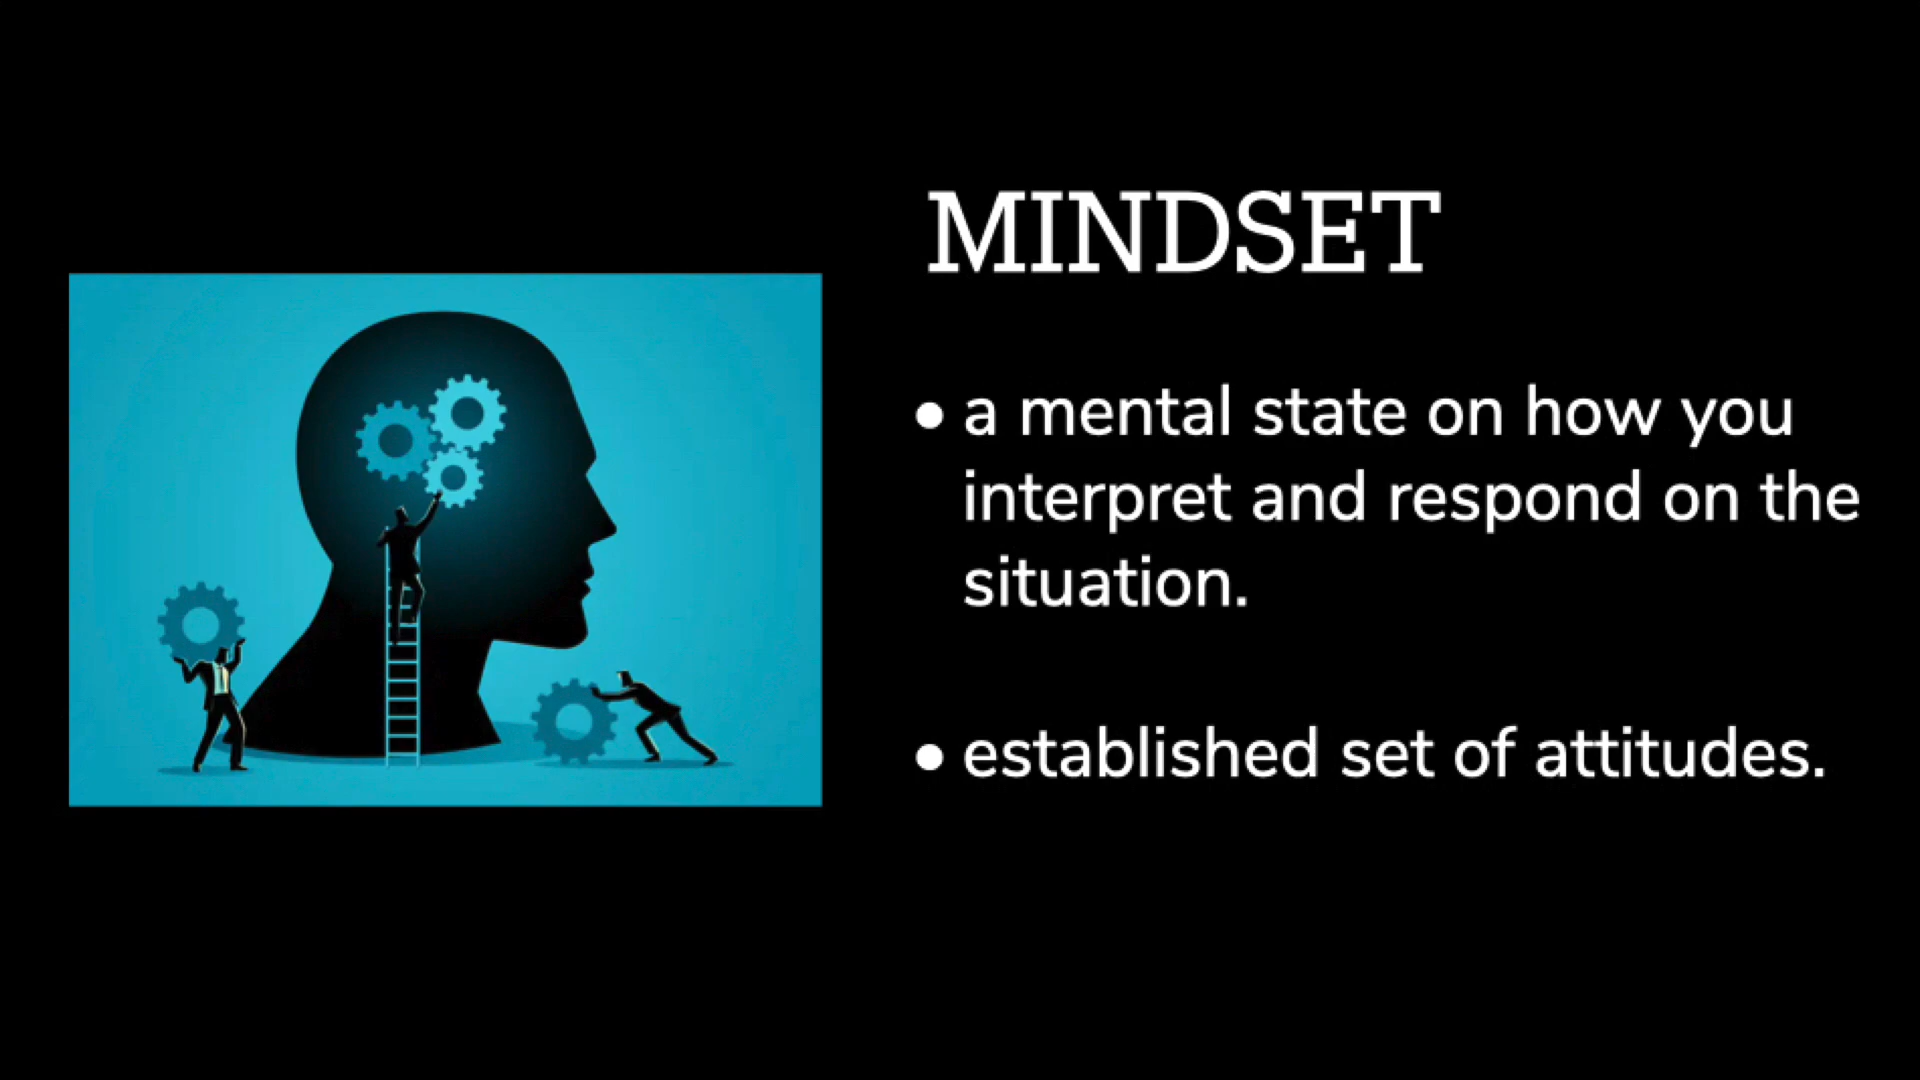 MINDSET
• a mental state on how you
interpret and respond on the
situation.
• established set of attitudes.